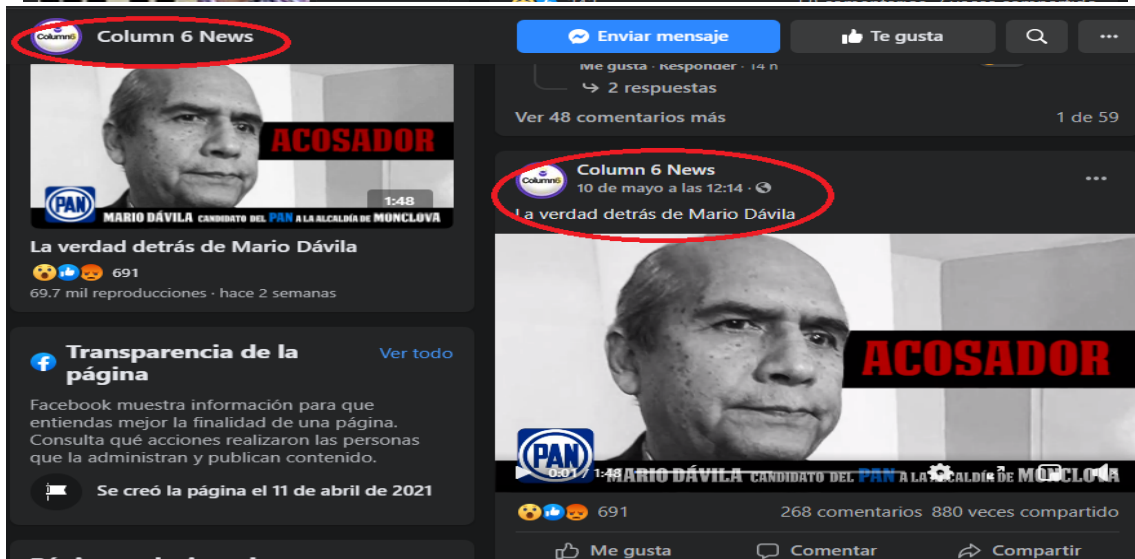 Column6
Column 6 News
Enviar mensaje
Te gusta
ACOSADOR
PAN
1:48
MARIO DÁVILA CANDIDATO DEL PAN A LA ALCALDÍA DE MONCLOVA
La verdad detrás de Mario Dávila
691
69.7 mil reproducciones · hace 2 semanas
Transparencia de la
página
Ver todo
Facebook muestra información para que
entiendas mejor la finalidad de una página.
Consulta qué acciones realizaron las personas
que la administran y publican contenido.
Se creó la página el 11 de abril de 2021
Me gusta · Responder · 14 h
2 respuestas
Ver 48 comentarios más
1 de 59
Column6
Column 6 News
10 de mayo a las 12:14 ·
La verdad detrás de Mario Dávila
ACOSADOR
PAN
0:01 / 1:48
MARIO DÁVILA CANDIDATO DEL PAN A LA ALCALDÍA DE MONCLOVA
691
268 comentarios 880 veces compartido
Me gusta
Comentar
Compartir